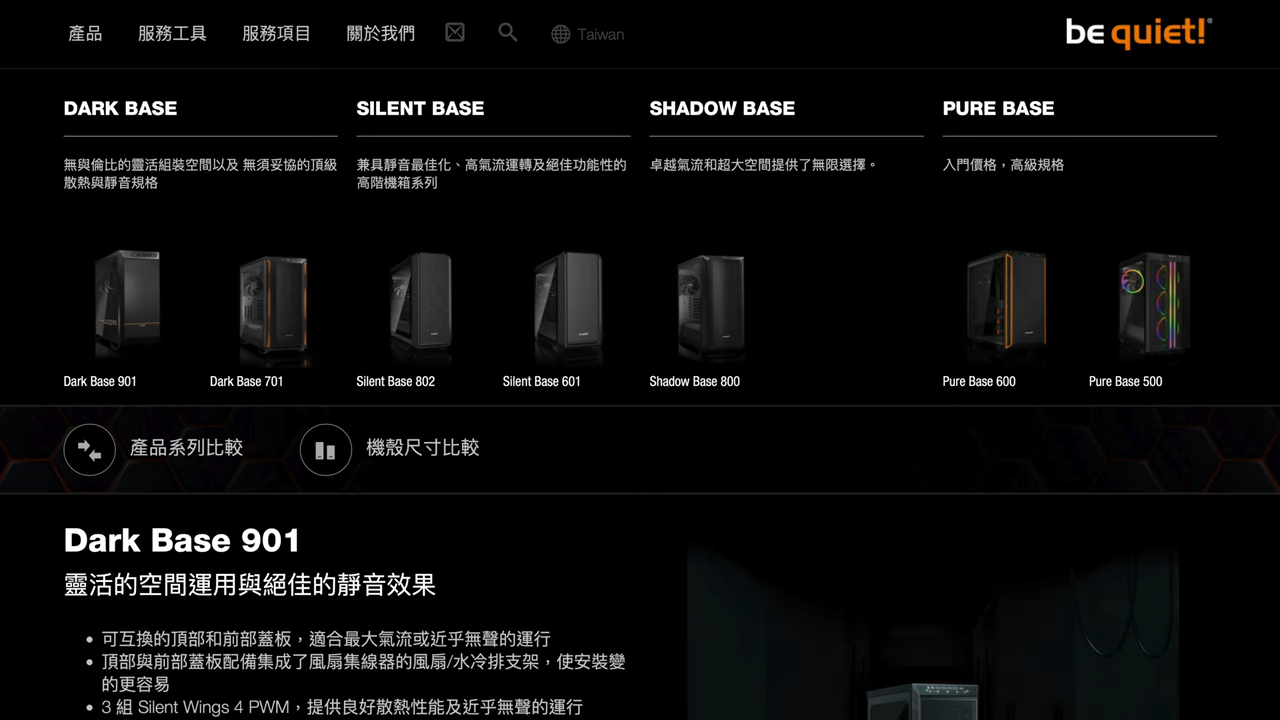 產品 服務工具 服務項目 關於我們 Taiwan be quiet!®
DARK BASE
無與倫比的靈活組裝空間以及 無須妥協的頂級
散熱與靜音規格
SILENT BASE
兼具靜音最佳化、高氣流運轉及絕佳功能性的
高階機箱系列
SHADOW BASE
卓越氣流和超大空間提供了無限選擇。
PURE BASE
入門價格，高級規格
Dark Base 901
Dark Base 701
Silent Base 802
Silent Base 601
Shadow Base 800
Pure Base 600
Pure Base 500
產品系列比較
機殼尺寸比較
Dark Base 901
靈活的空間運用與絕佳的靜音效果
• 可互換的頂部和前部蓋板，適合最大氣流或近乎無聲的運行
• 頂部與前部蓋板配備集成了風扇集線器的風扇/水冷排支架，使安裝變
的更容易
• 3 組 Silent Wings 4 PWM，提供良好散熱性能及近乎無聲的運行